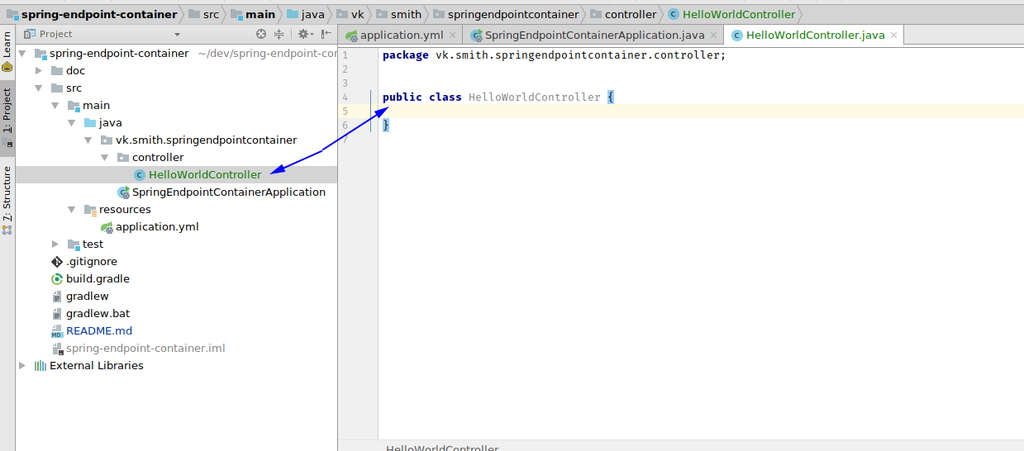 spring-endpoint-container src main java vk smith springendpointcontainer controller HelloWorldController
Learn
1: Project
7: Structure
Project
spring-endpoint-container ~/dev/spring-endpoint-con
doc
src
main
java
vk.smith.springendpointcontainer
controller
HelloWorldController
SpringEndpointContainerApplication
resources
application.yml
test
.gitignore
build.gradle
gradlew
gradlew.bat
README.md
spring-endpoint-container.iml
External Libraries
application.yml SpringEndpointContainerApplication.java HelloWorldController.java
1 package vk.smith.springendpointcontainer.controller;
2
3
4 public class HelloWorldController {
5
6 }
7
HelloWorldController